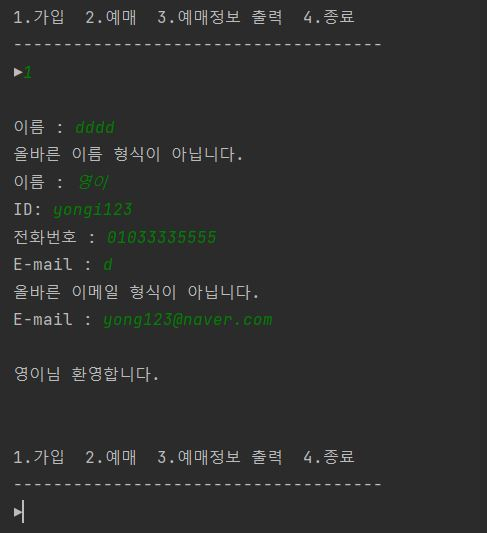 1.가입  2.예매  3.예매정보 출력  4.종료
--------------------------------------
▶1
이름 : dddd
올바른 이름 형식이 아닙니다.
이름 : 영이
ID: yongi123
전화번호 : 01033335555
E-mail : d
올바른 이메일 형식이 아닙니다.
E-mail : yong123@naver.com
영이님 환영합니다.
1.가입  2.예매  3.예매정보 출력  4.종료
--------------------------------------
▶